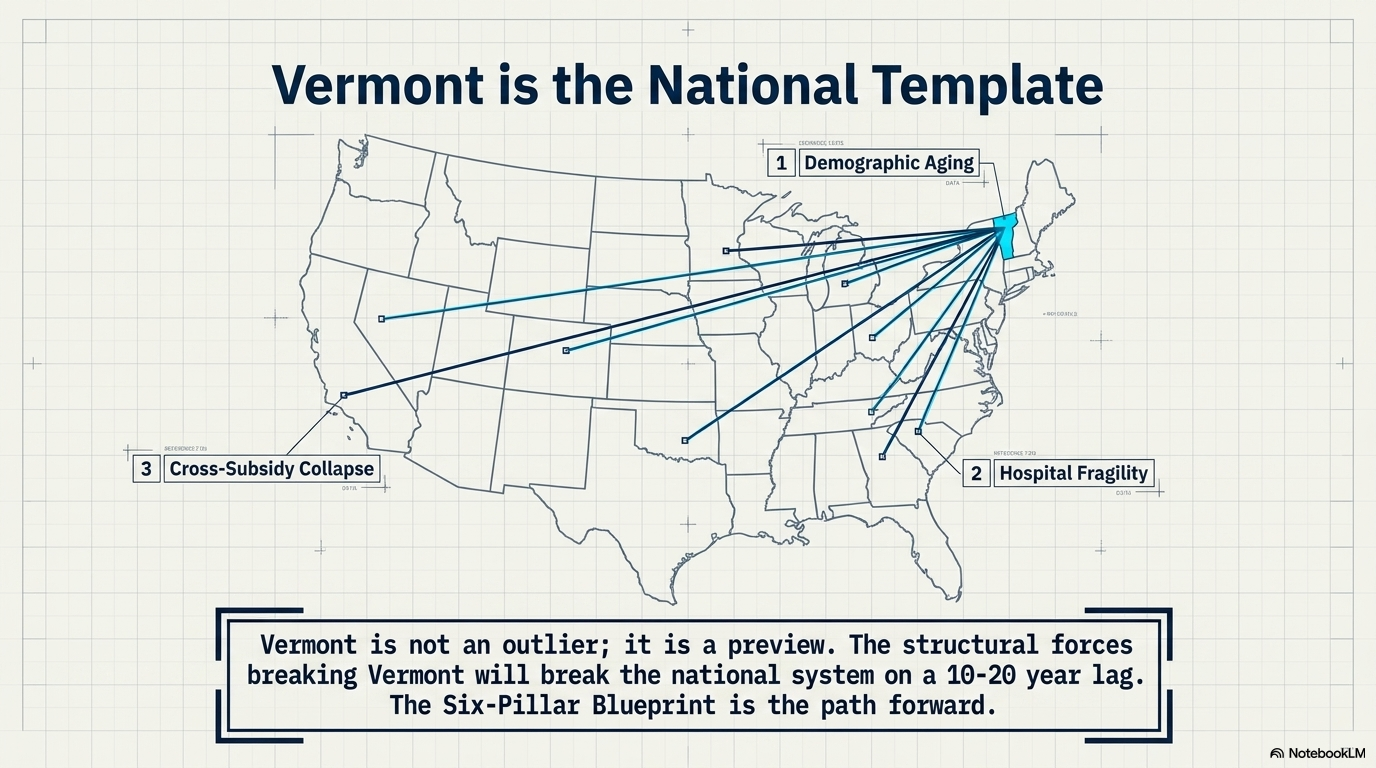 Vermont is the National Template
1 Demographic Aging
DATA
3 Cross-Subsidy Collapse
2 Hospital Fragility
Vermont is not an outlier; it is a preview. The structural forces
breaking Vermont will break the national system on a 10-20 year lag.
The Six-Pillar Blueprint is the path forward.
NotebookLM